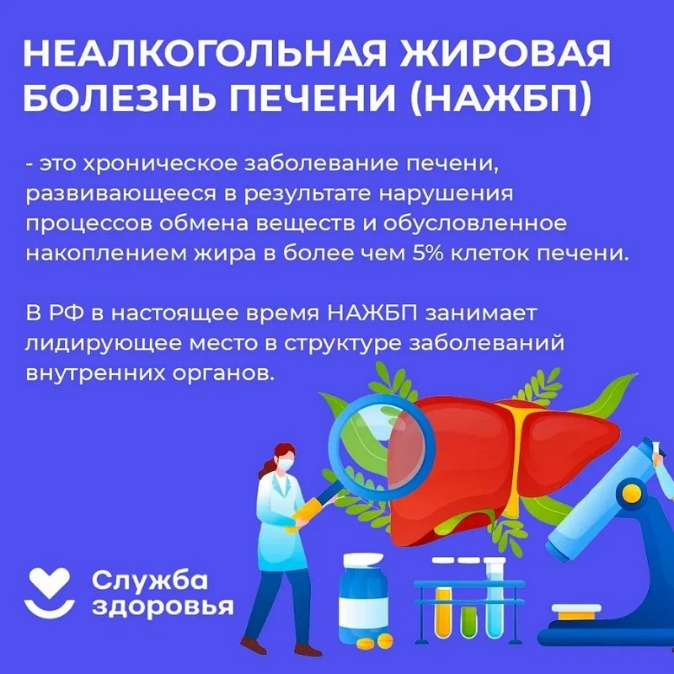 НЕАЛКОГОЛЬНАЯ ЖИРОВАЯ
БОЛЕЗНЬ ПЕЧЕНИ (НАЖБП)
- это хроническое заболевание печени,
развивающееся в результате нарушения
процессов обмена веществ и обусловленное
накоплением жира в более чем 5% клеток печени.
В РФ в настоящее время НАЖБП занимает
лидирующее место в структуре заболеваний
внутренних органов.
Служба
здоровья